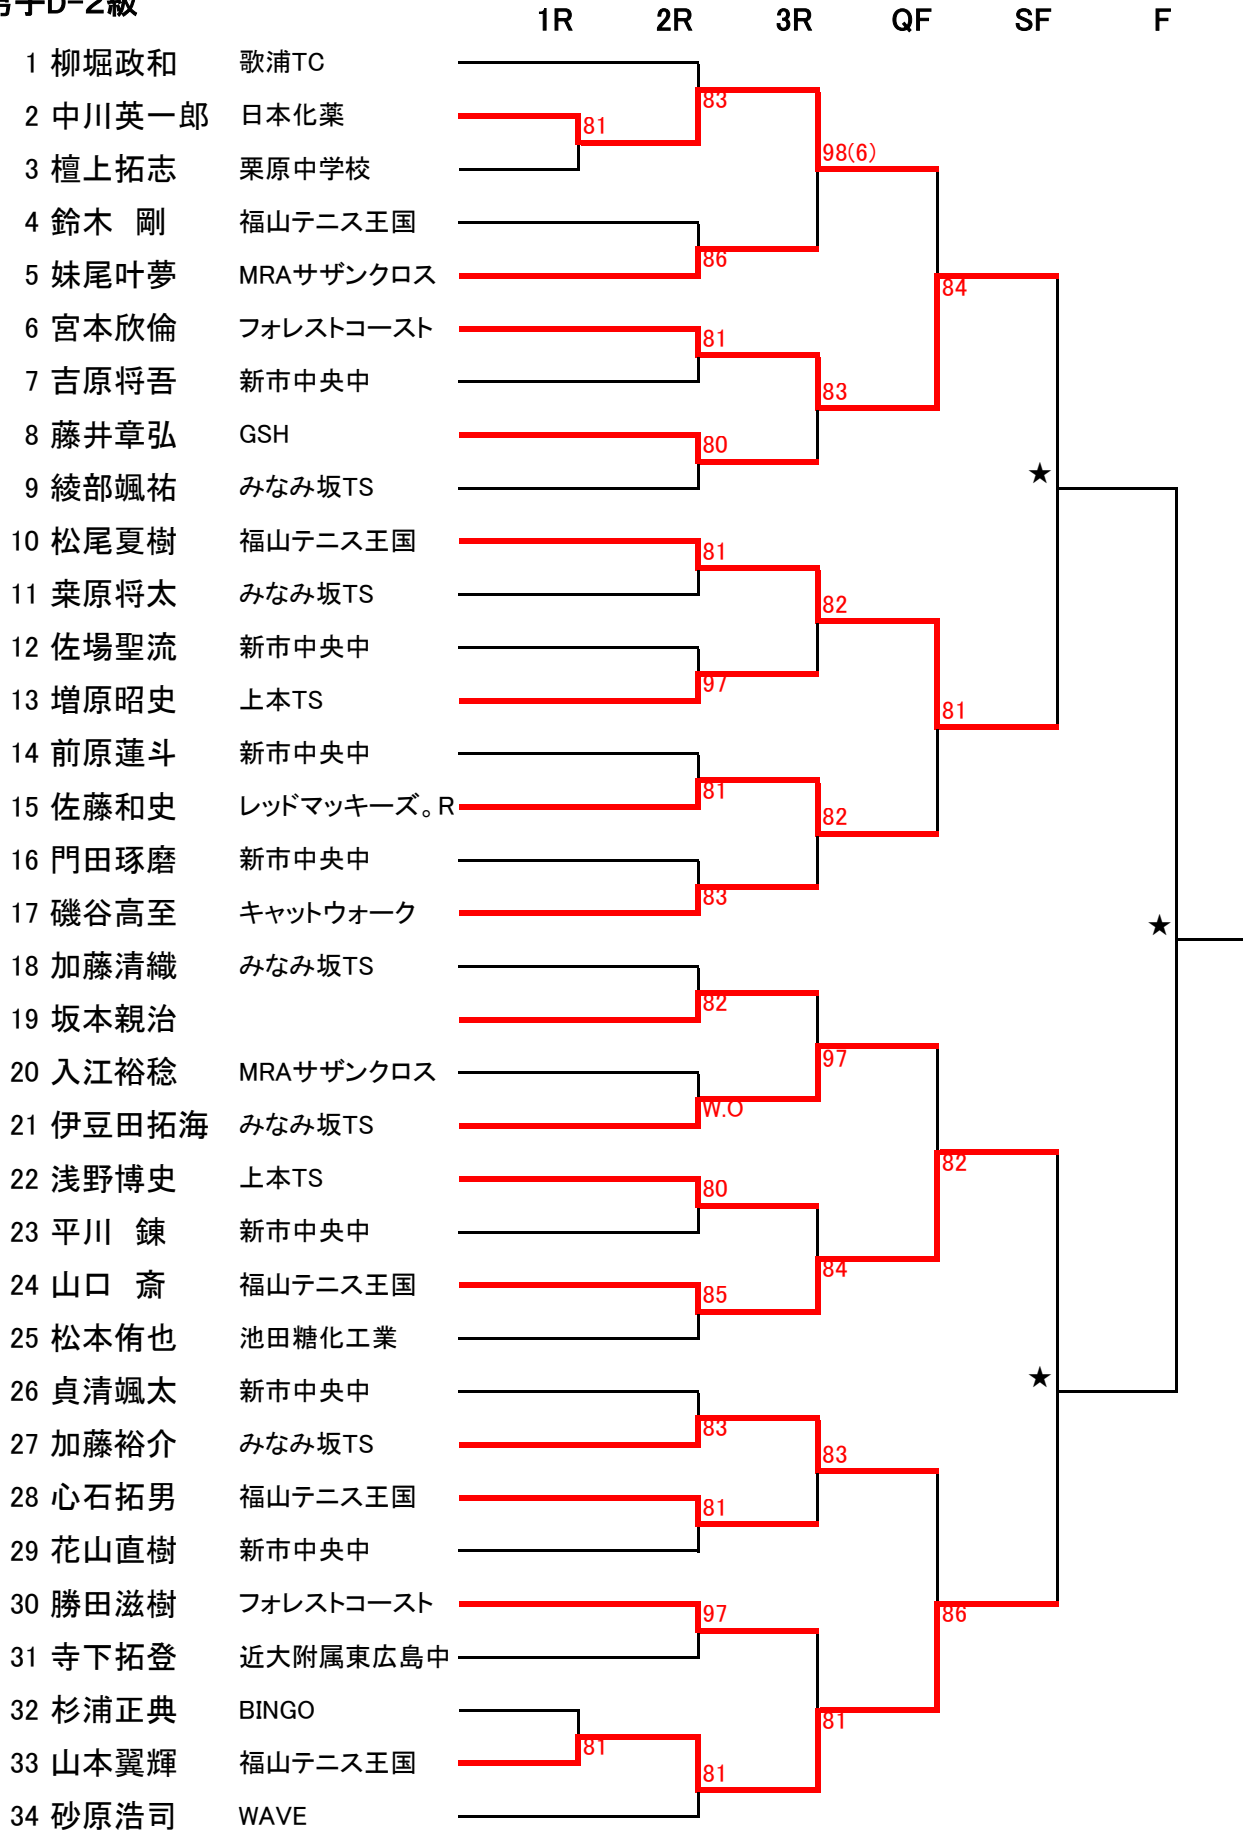 男子D-2級
1R 2R 3R QF SF F
1 柳堀政和 歌浦TC
83
2 中川英一郎 日本化薬
81
98(6)
3 檀上拓志 栗原中学校
4 鈴木 剛 福山テニス王国
86
5 妹尾叶夢 MRAサザンクロス
84
6 宮本欣倫 フォレストコースト
81
7 吉原将吾 新市中央中
83
8 藤井章弘 GSH
80
★
9 綾部颯祐 みなみ坂TS
10 松尾夏樹 福山テニス王国
81
11 桒原将太 みなみ坂TS
82
12 佐場聖流 新市中央中
97
13 増原昭史 上本TS
81
14 前原蓮斗 新市中央中
81
15 佐藤和史 レッドマッキーズ。R
82
16 門田琢磨 新市中央中
83
17 磯谷高至 キャットウォーク
★
18 加藤清織 みなみ坂TS
82
19 坂本親治
97
20 入江裕稔 MRAサザンクロス
W.O
21 伊豆田拓海 みなみ坂TS
82
22 浅野博史 上本TS
80
23 平川 錬 新市中央中
84
24 山口 斎 福山テニス王国
85
25 松本侑也 池田糖化工業
★
26 貞清颯太 新市中央中
83
27 加藤裕介 みなみ坂TS
83
28 心石拓男 福山テニス王国
81
29 花山直樹 新市中央中
30 勝田滋樹 フォレストコースト
97
86
31 寺下拓登 近大附属東広島中
32 杉浦正典 BINGO
81
81
33 山本翼輝 福山テニス王国
81
34 砂原浩司 WAVE